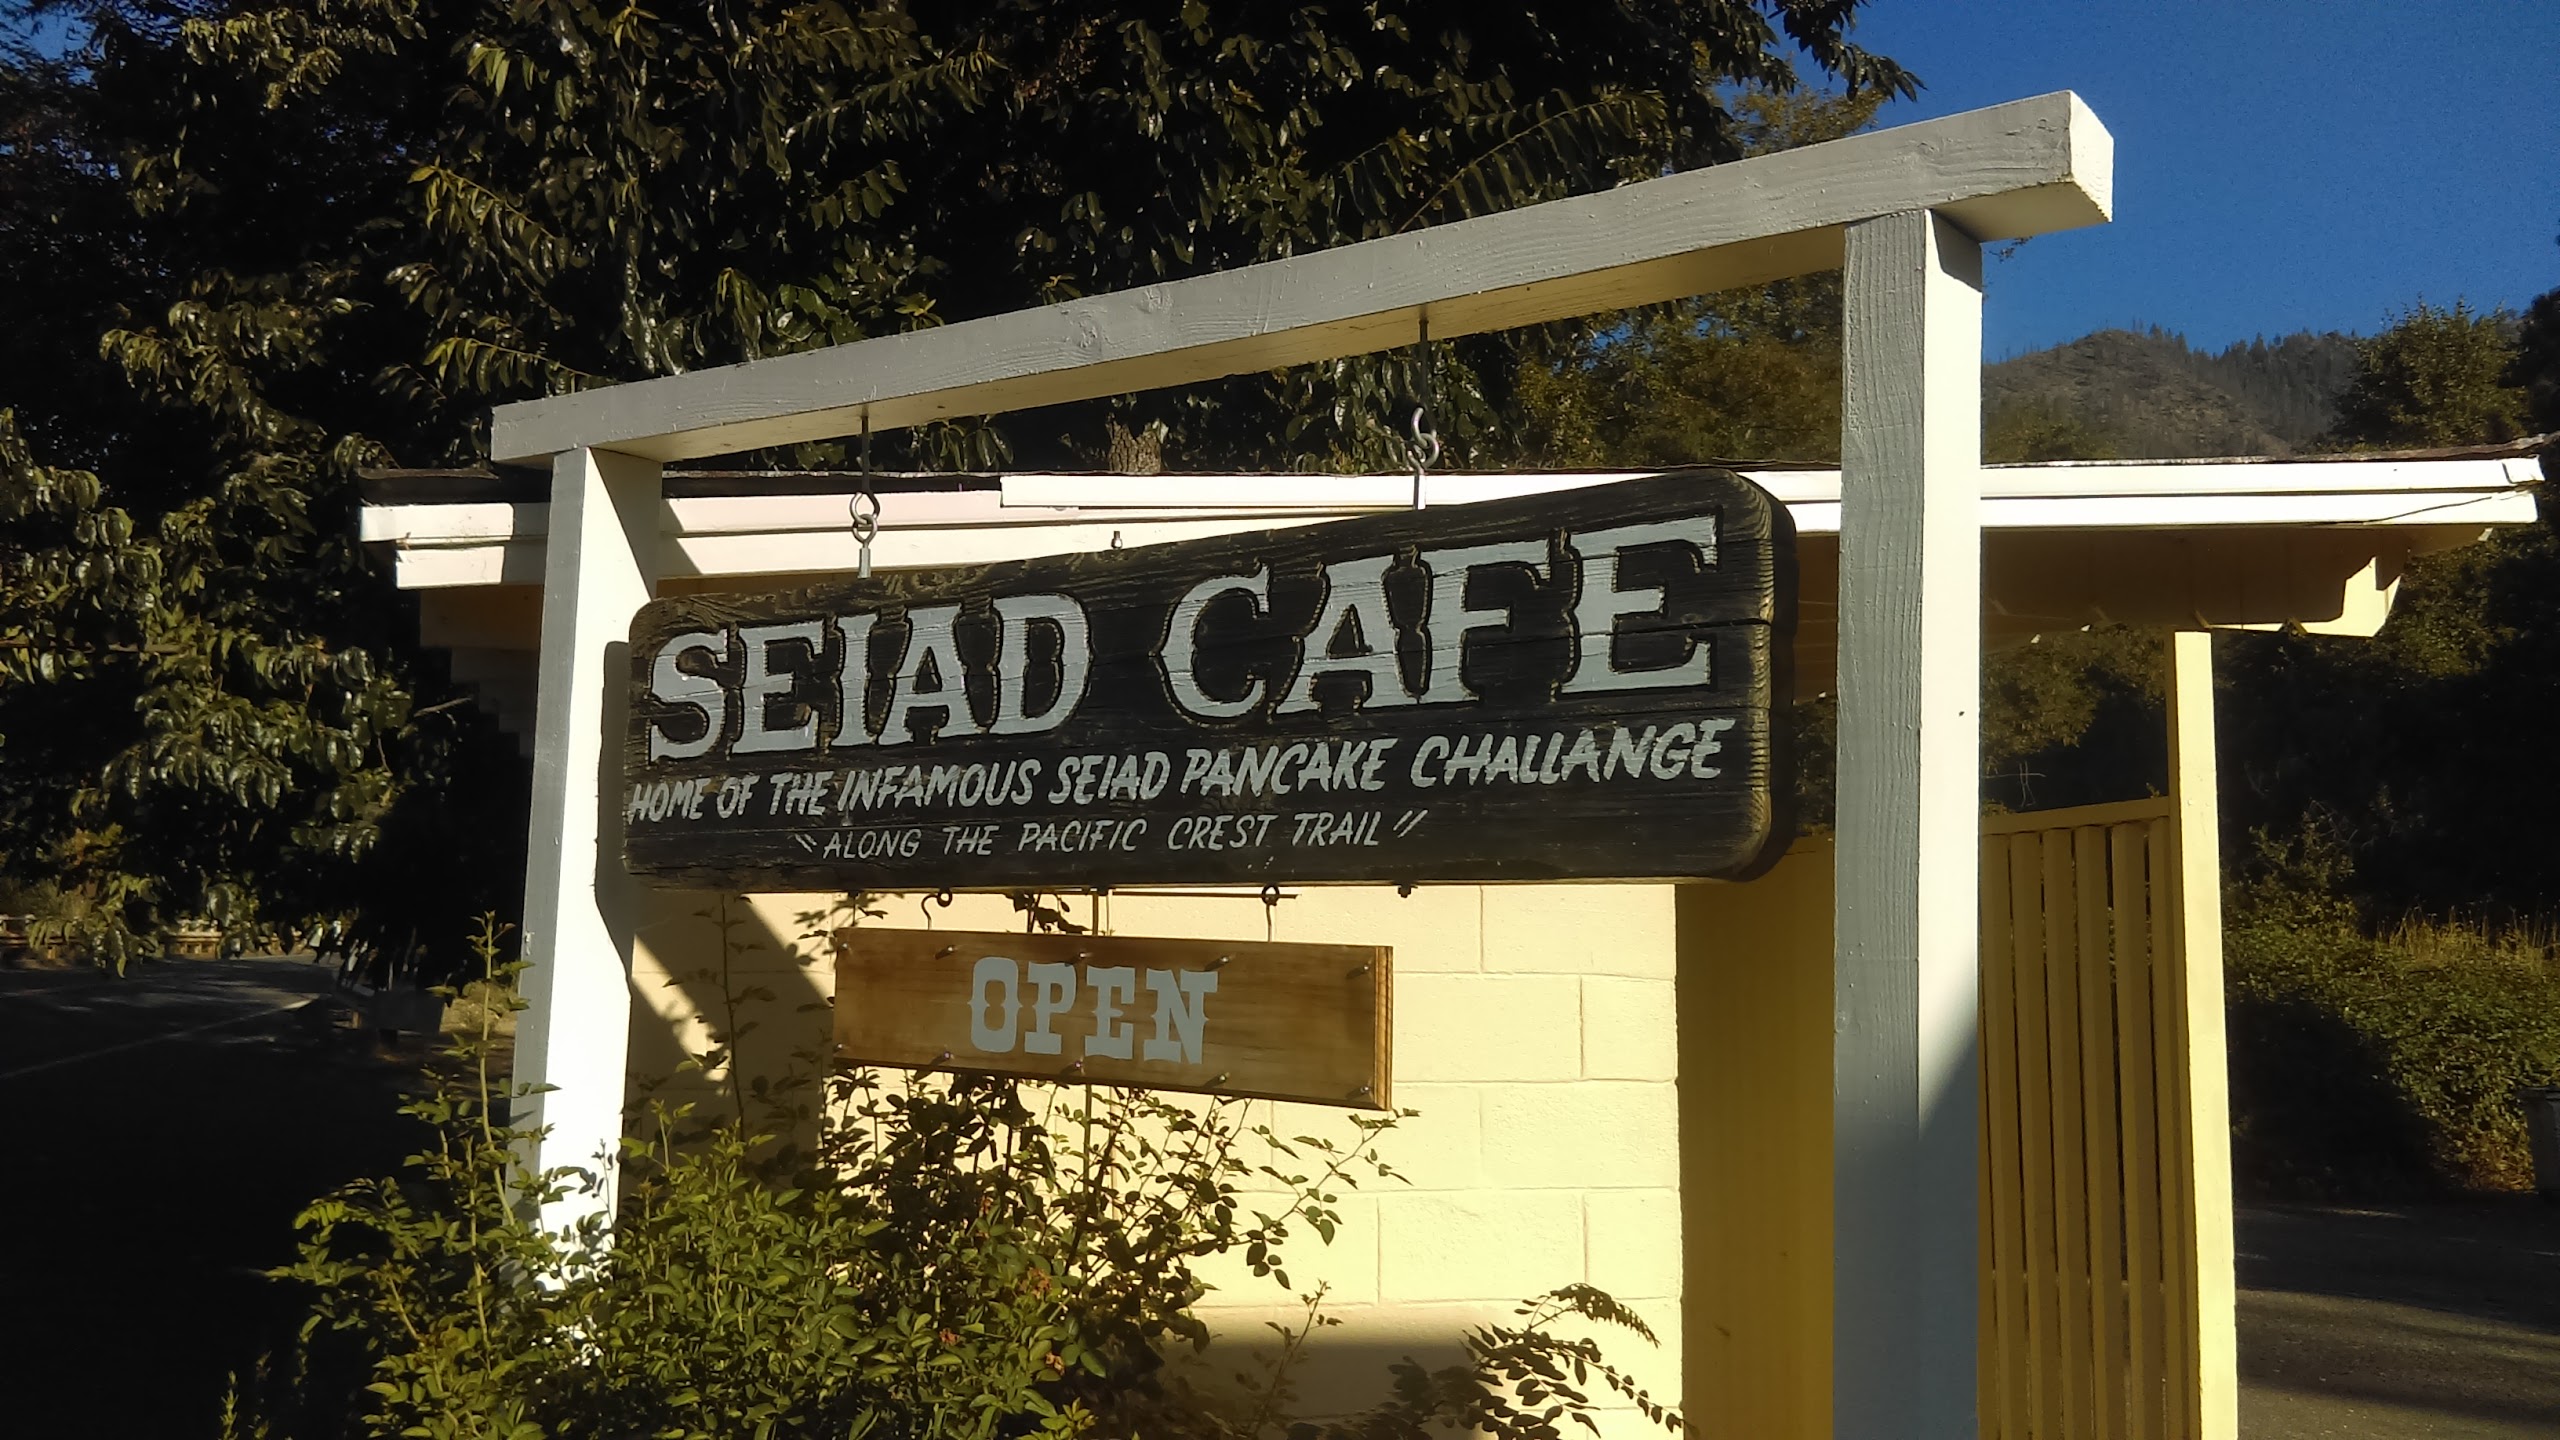 SEIAD CAFE
HOME OF THE INFAMOUS SEIAD PANCAKE CHALLANGE
"ALONG THE PACIFIC CREST TRAIL"
OPEN